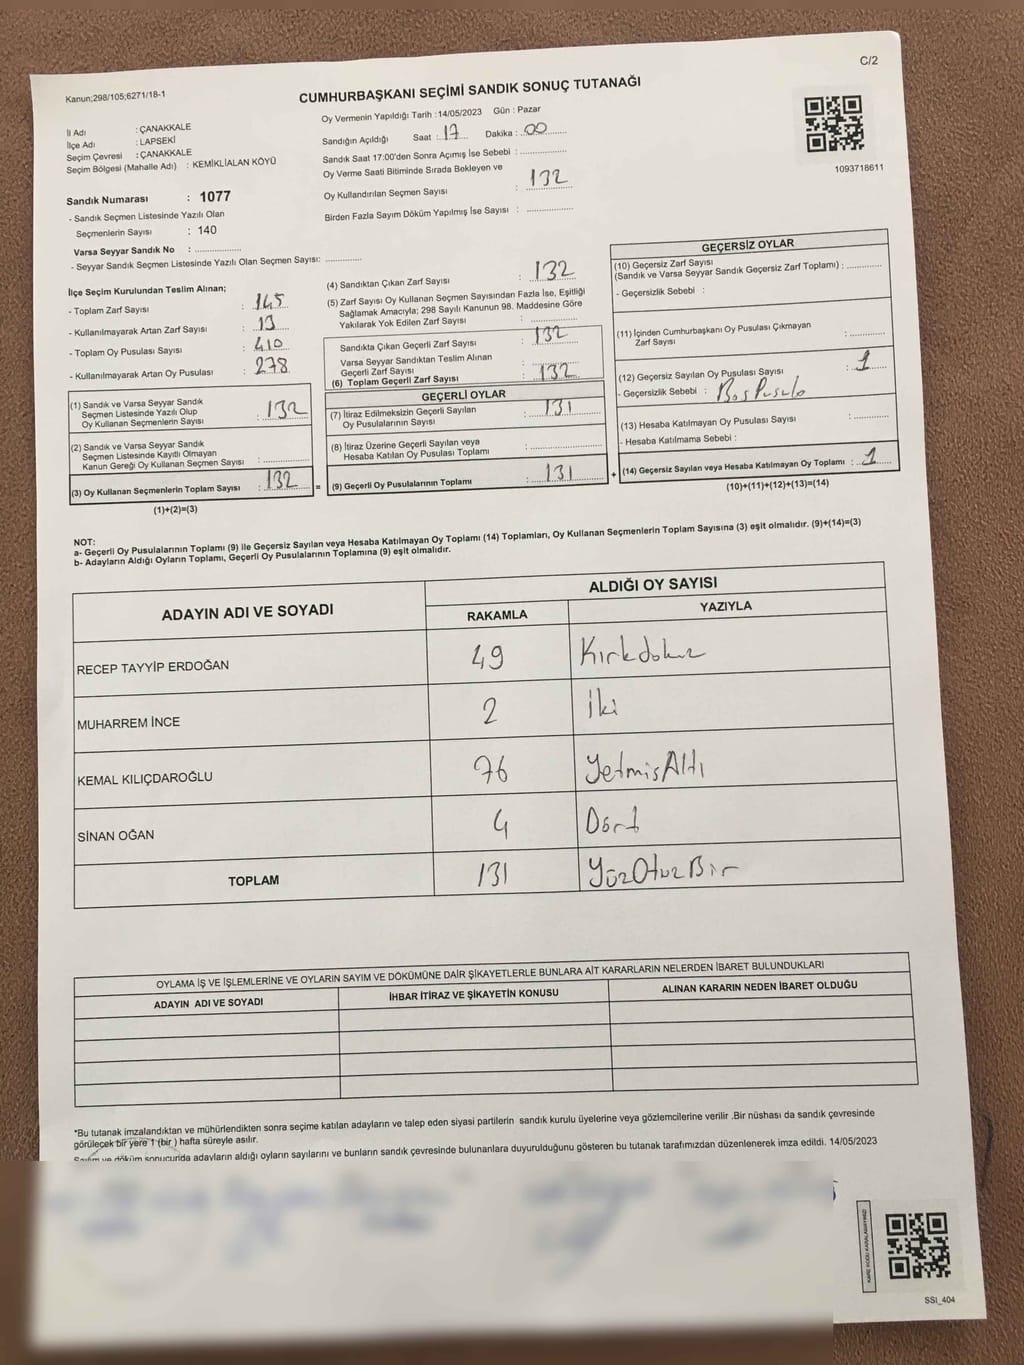 C/2
Kanun;298/105;6271/18-1
CUMHURBAŞKANI SEÇİMİ SANDIK SONUÇ TUTANAĞI
1093718611
İl Adı : ÇANAKKALE
İlçe Adı : LAPSEKİ
Seçim Çevresi : ÇANAKKALE
Seçim Bölgesi (Mahalle Adı) : KEMİKLİALAN KÖYÜ
Sandık Numarası : 1077
- Sandık Seçmen Listesinde Yazılı Olan
Seçmenlerin Sayısı : 140
Varsa Seyyar Sandık No : ....................
- Seyyar Sandık Seçmen Listesinde Yazılı Olan Seçmen Sayısı: ..............
Oy Vermenin Yapıldığı Tarih :14/05/2023 Gün : Pazar
Sandığın Açıldığı Saat : 17 Dakika : 00
Sandık Saat 17:00'den Sonra Açımış İse Sebebi : ..............
Oy Verme Saati Bitiminde Sırada Bekleyen ve
Oy Kullandırılan Seçmen Sayısı : 132
Birden Fazla Sayım Döküm Yapılmış İse Sayısı : ..............
İlçe Seçim Kurulundan Teslim Alınan;
- Toplam Zarf Sayısı : 145
- Kullanılmayarak Artan Zarf Sayısı : 13
- Toplam Oy Pusulası Sayısı : 410
- Kullanılmayarak Artan Oy Pusulası : 278
(1) Sandık ve Varsa Seyyar Sandık
Seçmen Listesinde Yazılı Olup
Oy Kullanan Seçmenlerin Sayısı : 132
(2) Sandık ve Varsa Seyyar Sandık
Seçmen Listesinde Kayıtlı Olmayan
Kanun Gereği Oy Kullanan Seçmen Sayısı : ..............
(3) Oy Kullanan Seçmenlerin Toplam Sayısı : 132 =
(1)+(2)=(3)
(4) Sandıktan Çıkan Zarf Sayısı : 132
(5) Zarf Sayısı Oy Kullanan Seçmen Sayısından Fazla İse, Eşitliği
Sağlamak Amacıyla; 298 Sayılı Kanunun 98. Maddesine Göre
Yakılarak Yok Edilen Zarf Sayısı : ..............
Sandıkta Çıkan Geçerli Zarf Sayısı : 132
Varsa Seyyar Sandıktan Teslim Alınan
Geçerli Zarf Sayısı
(6) Toplam Geçerli Zarf Sayısı : 132
GEÇERLİ OYLAR
(7) İtiraz Edilmeksizin Geçerli Sayılan
Oy Pusulasının Sayısı : 131
(8) İtiraz Üzerine Geçerli Sayılan veya
Hesaba Katılan Oy Pusulası Toplamı : ..............
(9) Geçerli Oy Pusulalarının Toplamı : 131 +
GEÇERSİZ OYLAR
(10) Geçersiz Zarf Sayısı
(Sandık ve Varsa Seyyar Sandık Geçersiz Zarf Toplamı) : ..............
- Geçersizlik Sebebi :
(11) İçinden Cumhurbaşkanı Oy Pusulası Çıkmayan
Zarf Sayısı : ..............
(12) Geçersiz Sayılan Oy Pusulası Sayısı : 1
- Geçersizlik Sebebi : Boş Pusula
(13) Hesaba Katılmayan Oy Pusulası Sayısı : ..............
- Hesaba Katılmama Sebebi :
(14) Geçersiz Sayılan veya Hesaba Katılmayan Oy Toplamı : 1
(10)+(11)+(12)+(13)=(14)
NOT:
a- Geçerli Oy Pusulalarının Toplamı (9) ile Geçersiz Sayılan veya Hesaba Katılmayan Oy Toplamı (14) Toplamları, Oy Kullanan Seçmenlerin Toplam Sayısına (3) eşit olmalıdır. (9)+(14)=(3)
b- Adayların Aldığı Oyların Toplamı, Geçerli Oy Pusulalarının Toplamına (9) eşit olmalıdır.
ADAYIN ADI VE SOYADI ALDIĞI OY SAYISI
RAKAMLA YAZIYLA
RECEP TAYYİP ERDOĞAN 49 Kırkdokuz
MUHARREM İNCE 2 İki
KEMAL KILIÇDAROĞLU 76 YetmişAltı
SİNAN OĞAN 4 Dört
TOPLAM 131 YüzOtuzBir
OYLAMA İŞ VE İŞLEMLERİNE VE OYLARIN SAYIM VE DÖKÜMÜNE DAİR ŞİKAYETLERLE BUNLARA AİT KARARLARIN NELERDEN İBARET BULUNDUKLARI
ADAYIN ADI VE SOYADI İHBAR İTİRAZ VE ŞİKAYETİN KONUSU ALINAN KARARIN NEDEN İBARET OLDUĞU
*Bu tutanak imzalandıktan ve mühürlendikten sonra seçime katılan adayların ve talep eden siyasi partilerin sandık kurulu üyelerine veya gözlemcilerine verilir .Bir nüshası da sandık çevresinde
görülecek bir yere 1 (bir ) hafta süreyle asılır.
Sayım ve döküm sonucunda adayların aldığı oyların sayılarını ve bunların sandık çevresinde bulunanlara duyurulduğunu gösteren bu tutanak tarafımızdan düzenlenerek imza edildi. 14/05/2023
SSI_404